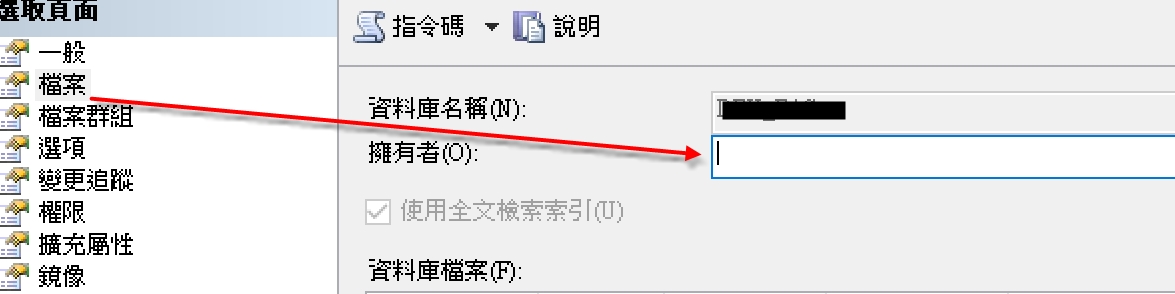 選取頁面
一般
檔案
檔案群組
選項
變更追蹤
權限
擴充屬性
鏡像
指令碼
說明
資料庫名稱(N):
擁有者(O):
使用全文檢索索引(U)
資料庫檔案(F):